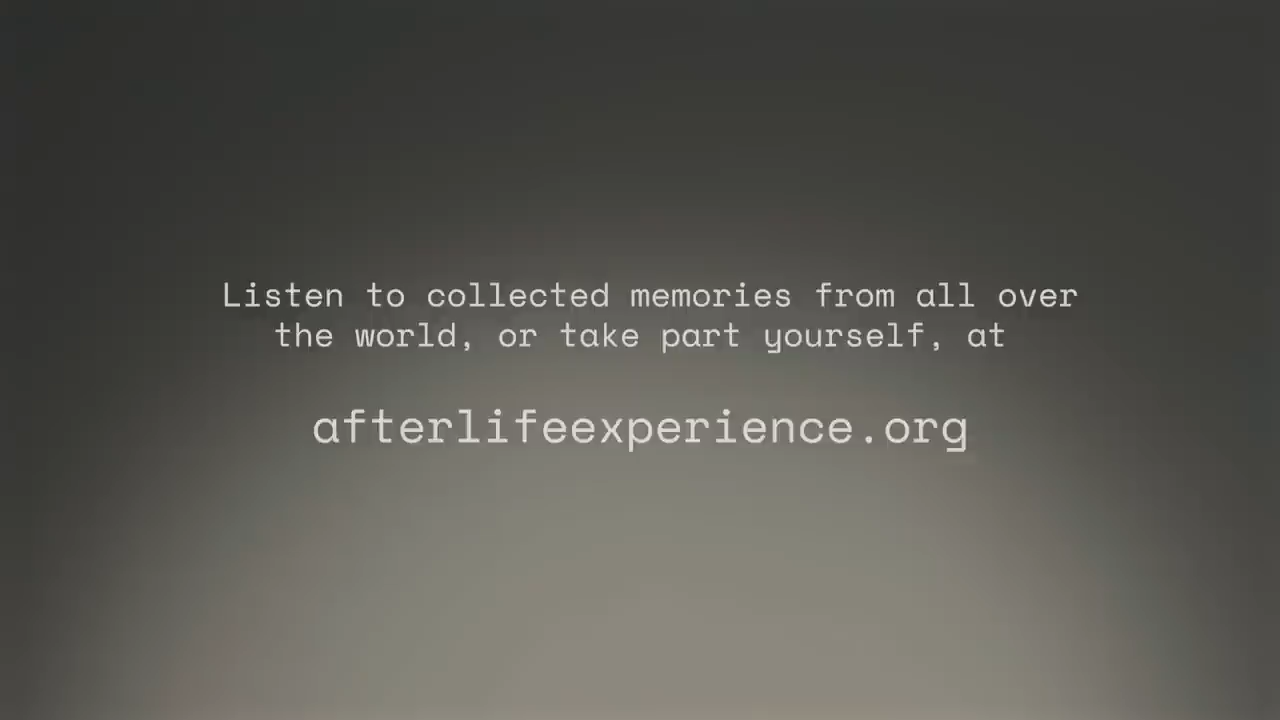 Listen to collected memories from all over
the world, or take part yourself, at
afterlifeexperience.org